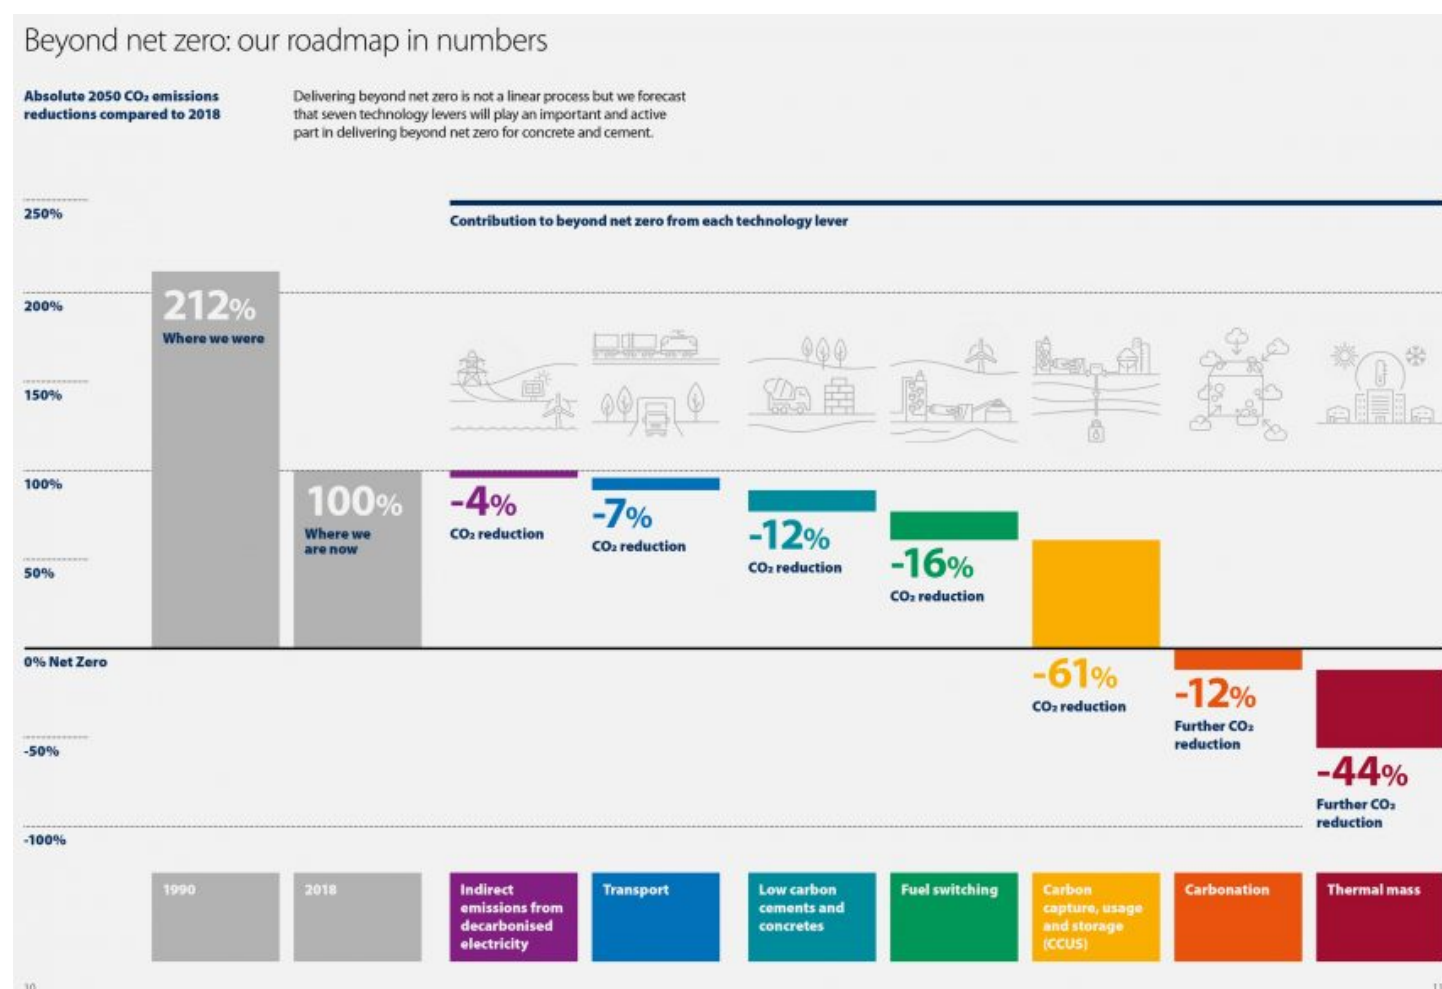 Beyond net zero: our roadmap in numbers
Absolute 2050 CO₂ emissions
reductions compared to 2018
Delivering beyond net zero is not a linear process but we forecast
that seven technology levers will play an important and active
part in delivering beyond net zero for concrete and cement.
250%
Contribution to beyond net zero from each technology lever
200%
212%
Where we were
150%
100%
100%
Where we
are now
-4%
CO₂ reduction
-7%
CO₂ reduction
-12%
CO₂ reduction
-16%
CO₂ reduction
50%
0% Net Zero
-61%
CO₂ reduction
-12%
Further CO₂
reduction
-50%
-44%
Further CO₂
reduction
-100%
1990
2018
Indirect
emissions from
decarbonised
electricity
Transport
Low carbon
cements and
concretes
Fuel switching
Carbon
capture, usage
and storage
(CCUS)
Carbonation
Thermal mass